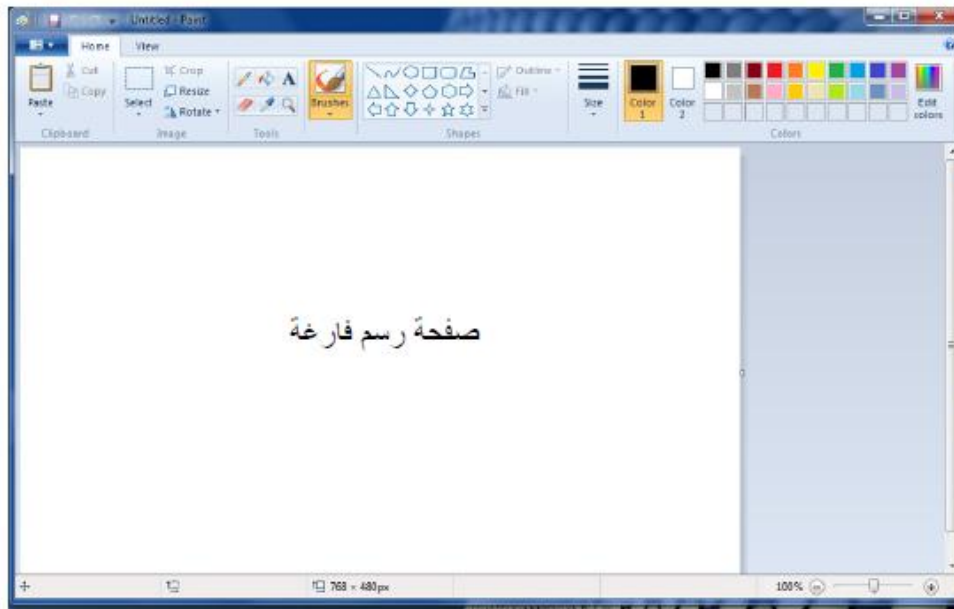 Untitled - Paint
Home View
Paste
Cut
Copy
Clipboard
Select
Crop
Resize
Rotate
Image
Tools
Brushes
Shapes
Outline
Fill
Size
Color 1
Color 2
Colors
Edit colors
صفحة رسم فارغة
768 × 480px
100%